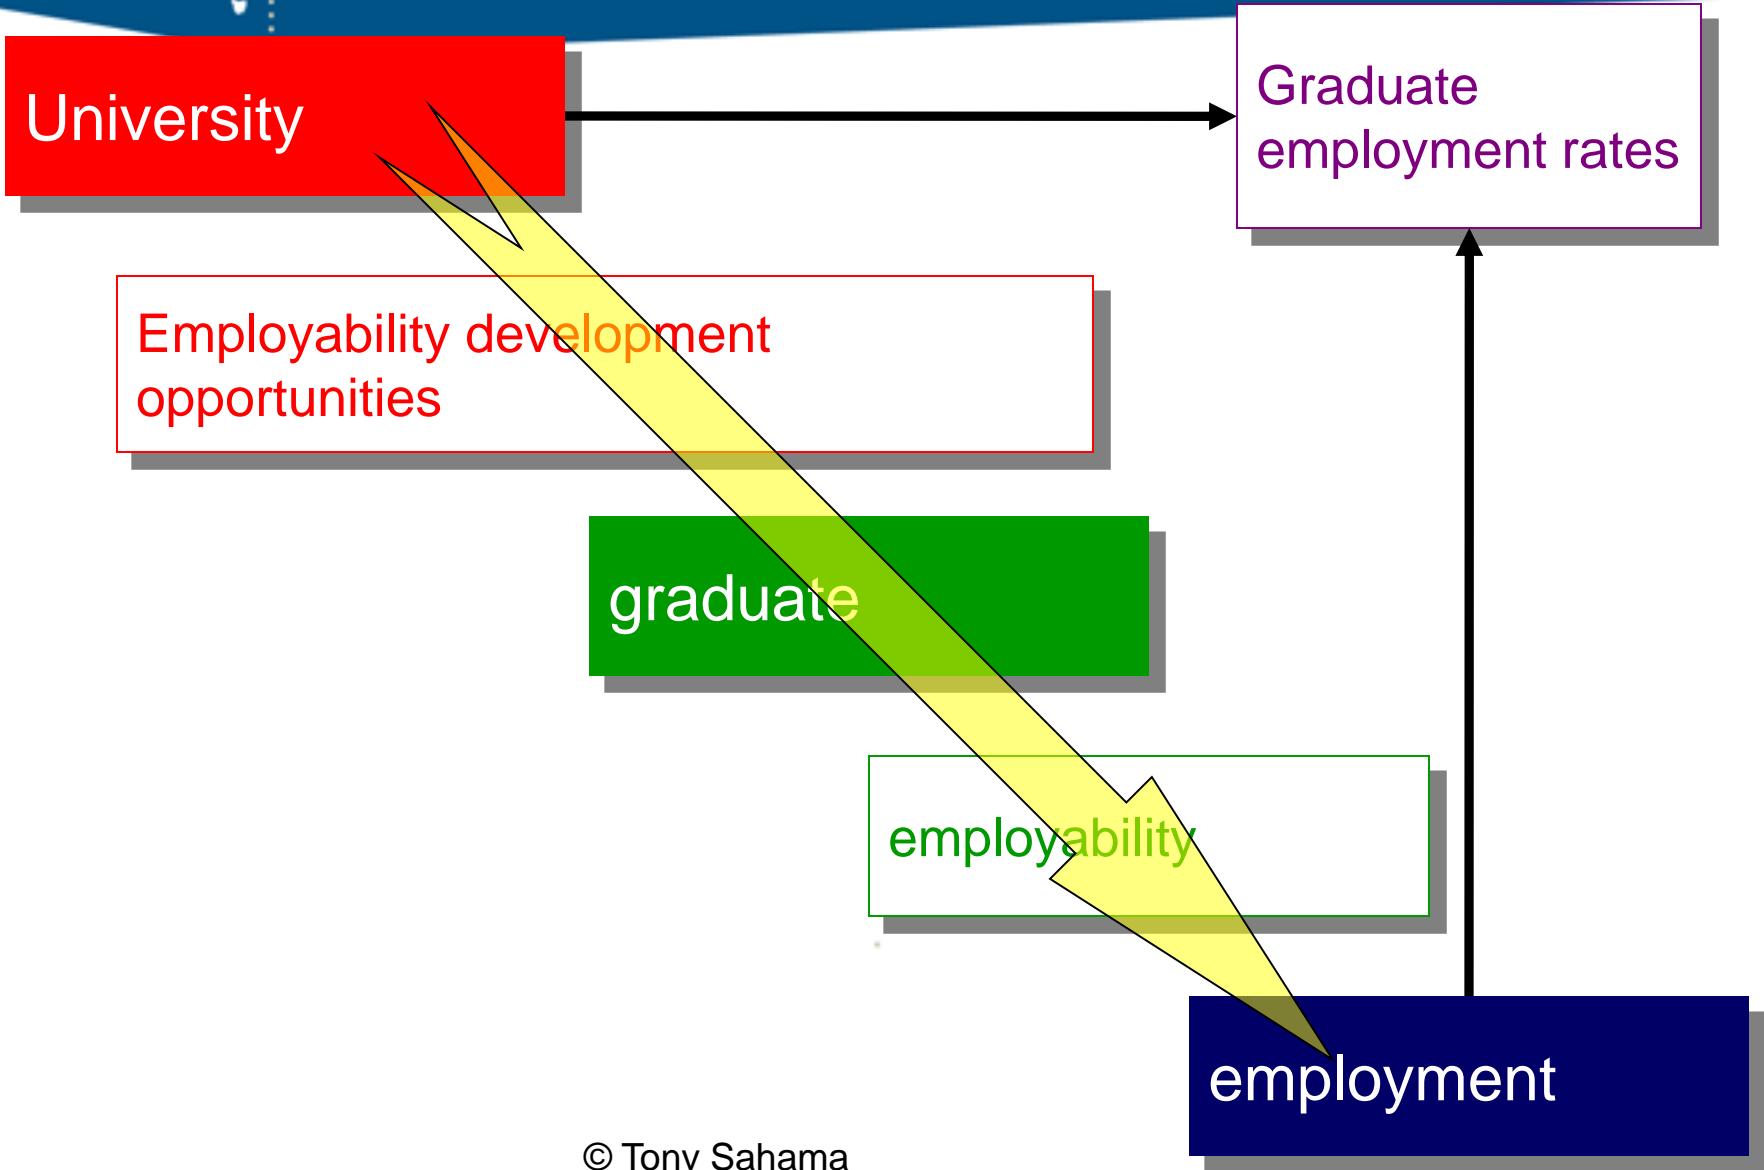 University
Graduate
employment rates
Employability development
opportunities
graduate
employability
employment
© Tony Sahama